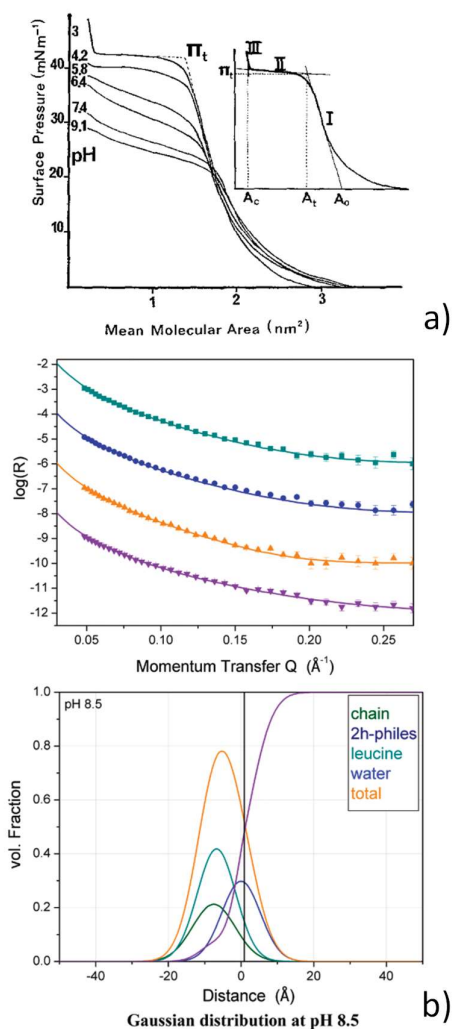 3
4.2
5.8
6.4
7.4
9.1
pH
40
30
20
10
Surface Pressure (mNm⁻¹)
1
2
3
Mean Molecular Area (nm²)
πt
III
II
I
πt
Ac
At
Ao
a)
-2
-3
-4
-5
-6
-7
-8
-9
-10
-11
-12
log(R)
0.05
0.10
0.15
0.20
0.25
Momentum Transfer Q (Å⁻¹)
pH 8.5
chain
2h-philes
leucine
water
total
1.0
0.8
0.6
0.4
0.2
0.0
vol. Fraction
-50
0
50
Distance (Å)
b)
Gaussian distribution at pH 8.5